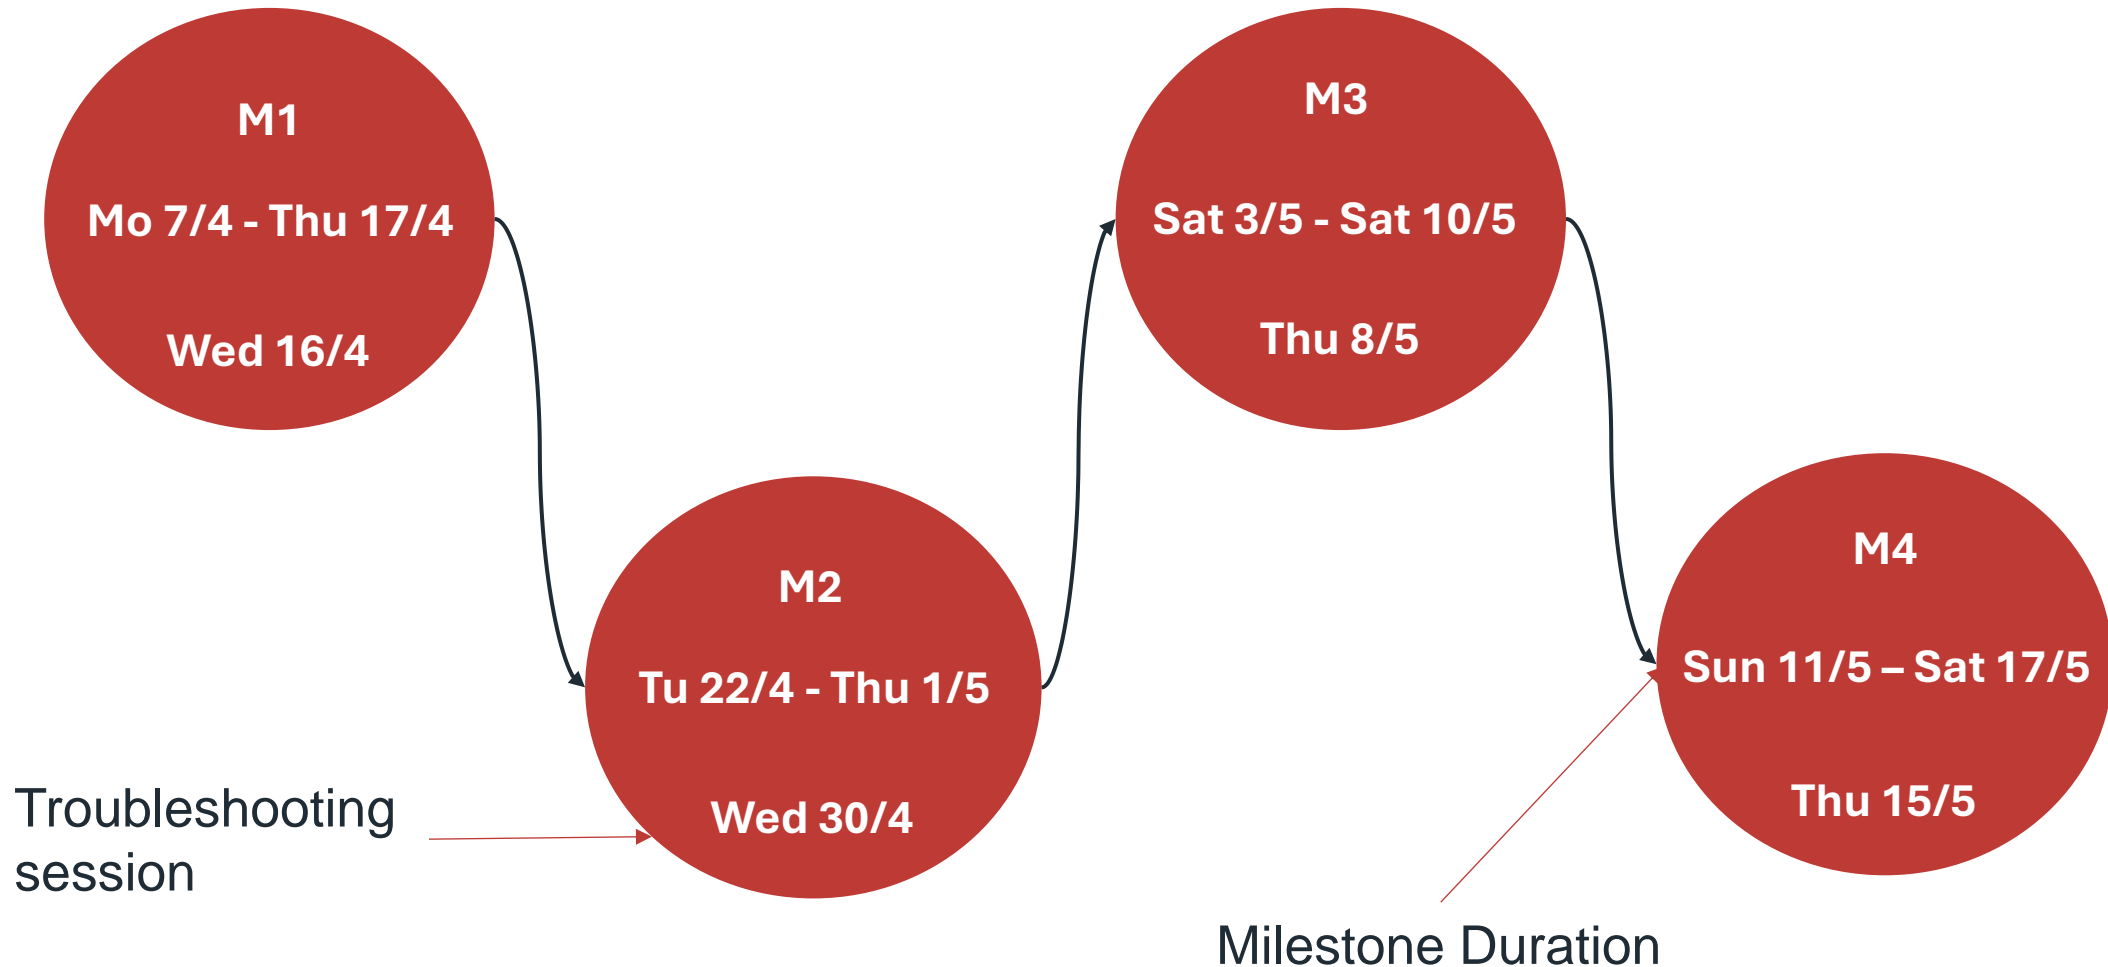 M1
Mo 7/4 - Thu 17/4
Wed 16/4
M2
Tu 22/4 - Thu 1/5
Wed 30/4
M3
Sat 3/5 - Sat 10/5
Thu 8/5
M4
Sun 11/5 – Sat 17/5
Thu 15/5
Troubleshooting
session
Milestone Duration